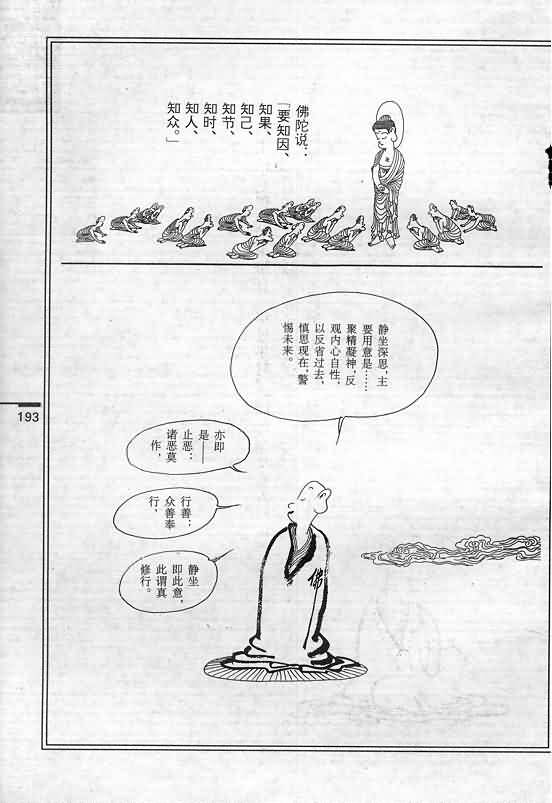 佛陀说：
「要知因、
知果、
知己、
知节、
知时、
知人、
知众。」
静坐深思，主
要用意是……
聚精凝神，反
观内心自性，
以反省过去，
慎思现在，警
惕未来。
亦即
是——
止恶：
诸恶莫
作，
行善：
众善奉
行，
静坐
即此意，
此谓真
修行。
佛
193